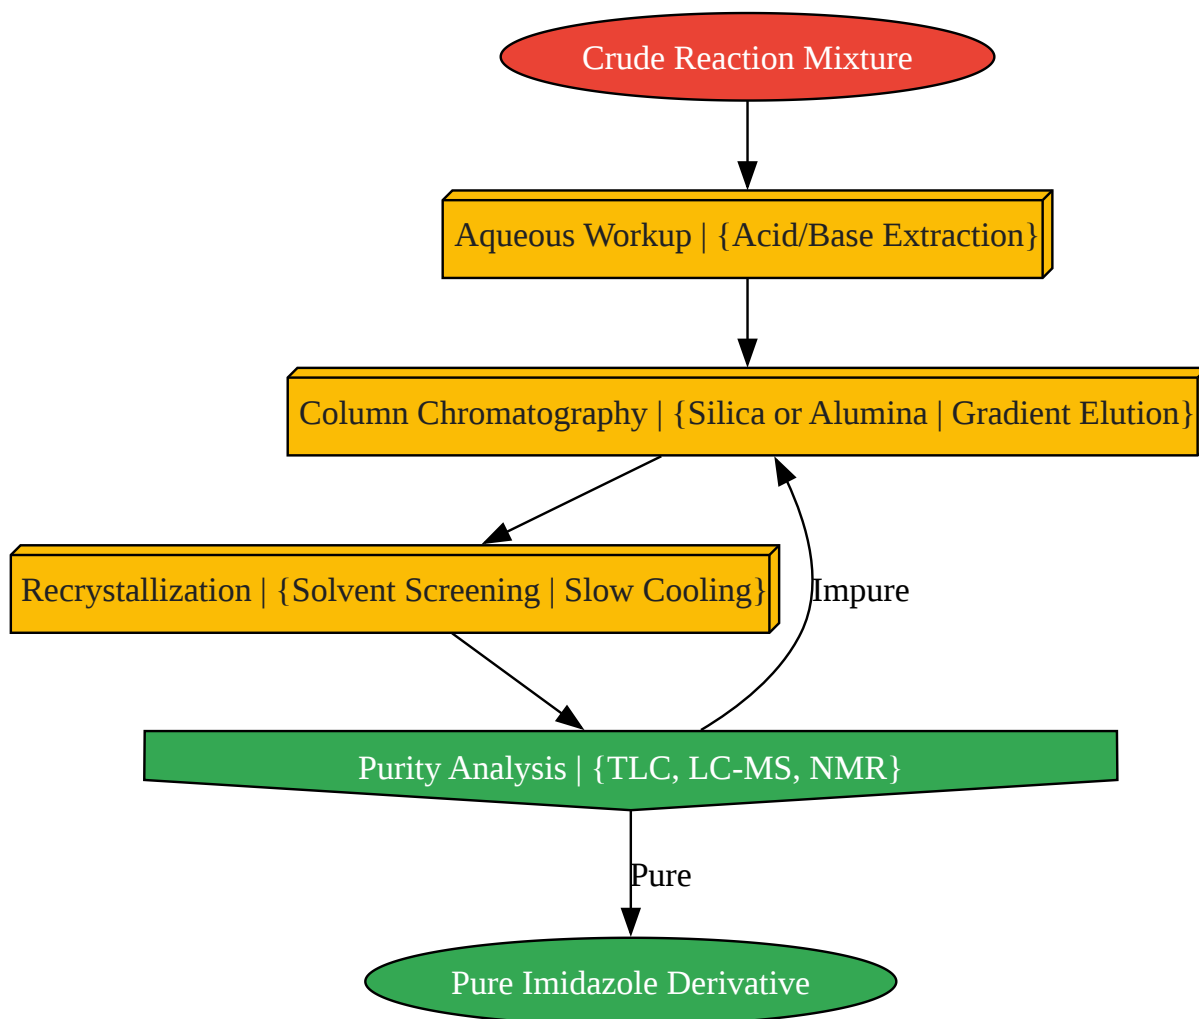 Crude Reaction Mixture
Aqueous Workup | {Acid/Base Extraction}
Column Chromatography | {Silica or Alumina | Gradient Elution}
Recrystallization | {Solvent Screening | Slow Cooling}
Impure
Purity Analysis | {TLC, LC-MS, NMR}
Pure
Pure Imidazole Derivative